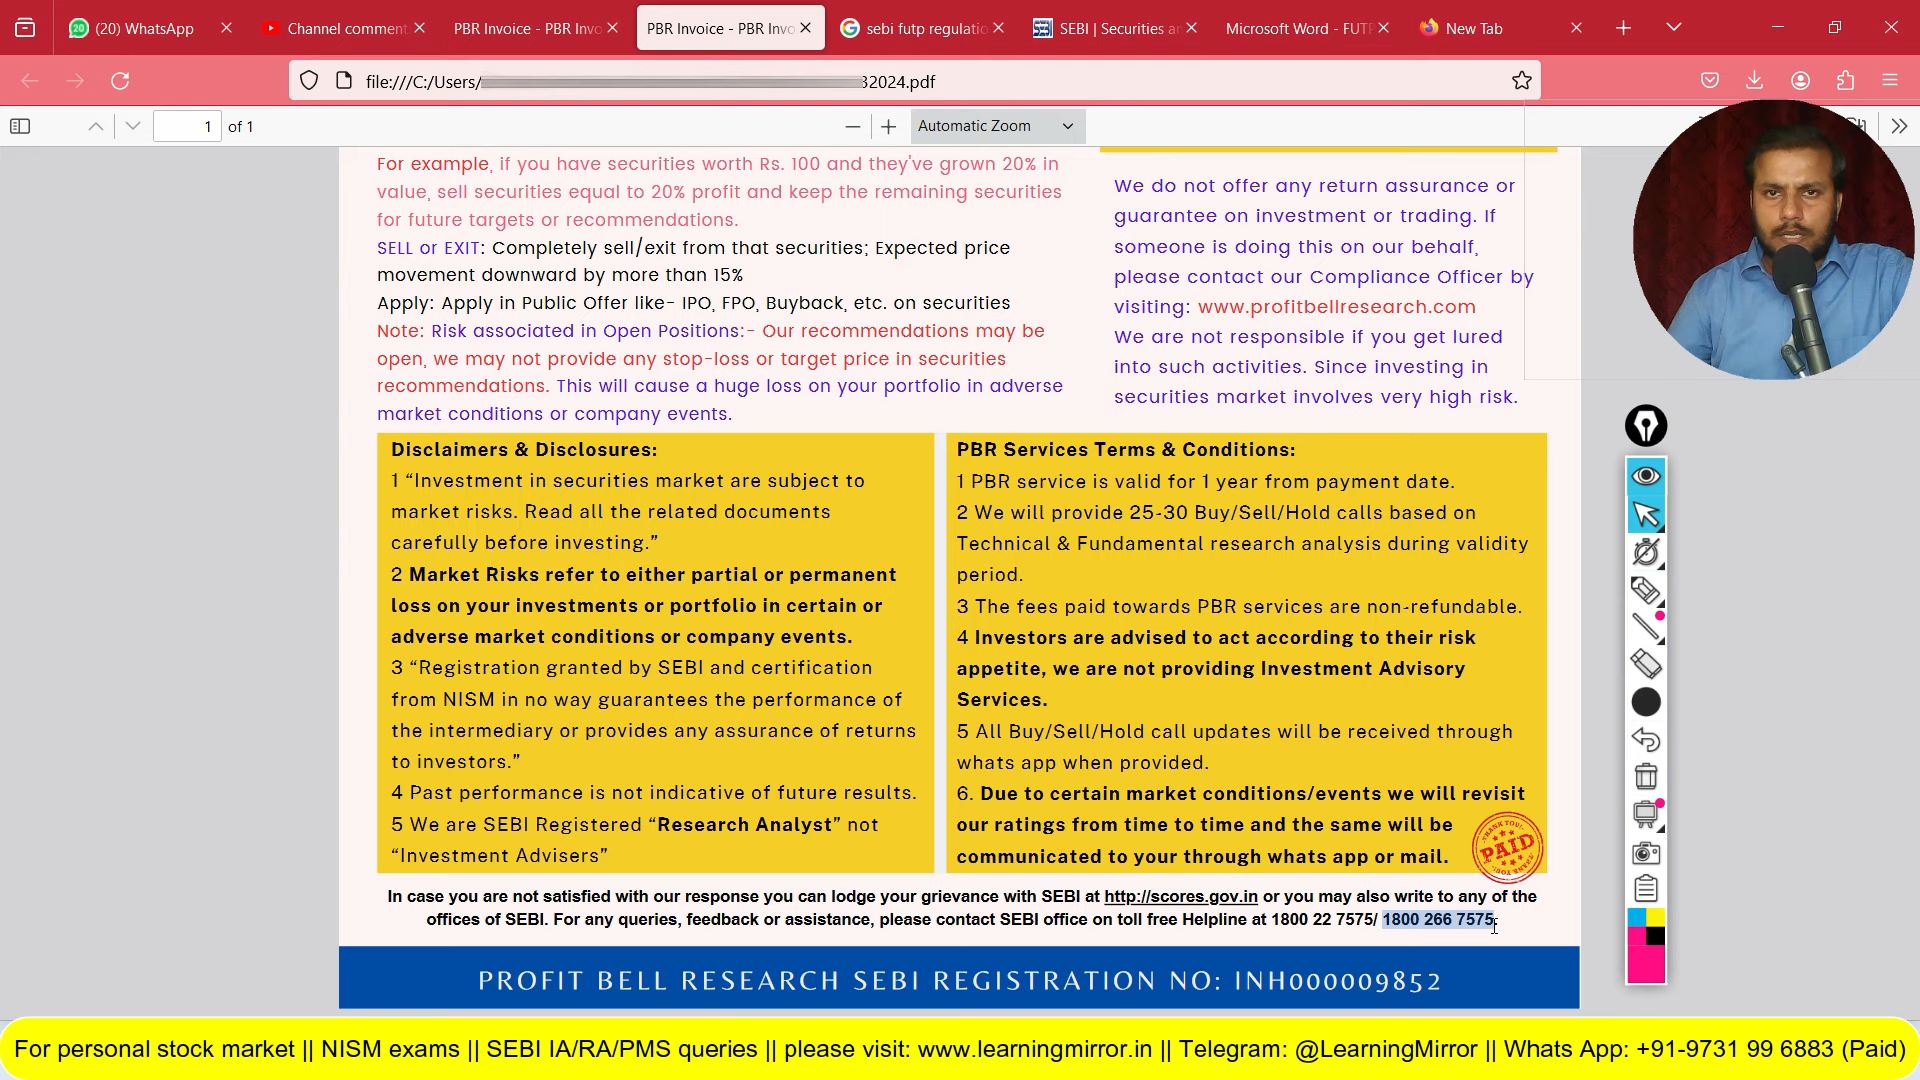 (20) WhatsApp
Channel comment
PBR Invoice - PBR Invo
PBR Invoice - PBR Invo
sebi futp regulatio
SEBI | Securities an
Microsoft Word - FUTP
New Tab
file:///C:/Users/
32024.pdf
1 of 1
Automatic Zoom
For example, if you have securities worth Rs. 100 and they've grown 20% in
value, sell securities equal to 20% profit and keep the remaining securities
for future targets or recommendations.
SELL or EXIT: Completely sell/exit from that securities; Expected price
movement downward by more than 15%
Apply: Apply in Public Offer like- IPO, FPO, Buyback, etc. on securities
Note: Risk associated in Open Positions:- Our recommendations may be
open, we may not provide any stop-loss or target price in securities
recommendations. This will cause a huge loss on your portfolio in adverse
market conditions or company events.
We do not offer any return assurance or
guarantee on investment or trading. If
someone is doing this on our behalf,
please contact our Compliance Officer by
visiting: www.profitbellresearch.com
We are not responsible if you get lured
into such activities. Since investing in
securities market involves very high risk.
Disclaimers & Disclosures:
1 “Investment in securities market are subject to
market risks. Read all the related documents
carefully before investing.”
2 Market Risks refer to either partial or permanent
loss on your investments or portfolio in certain or
adverse market conditions or company events.
3 “Registration granted by SEBI and certification
from NISM in no way guarantees the performance of
the intermediary or provides any assurance of returns
to investors.”
4 Past performance is not indicative of future results.
5 We are SEBI Registered “Research Analyst” not
“Investment Advisers”
PBR Services Terms & Conditions:
1 PBR service is valid for 1 year from payment date.
2 We will provide 25-30 Buy/Sell/Hold calls based on
Technical & Fundamental research analysis during validity
period.
3 The fees paid towards PBR services are non-refundable.
4 Investors are advised to act according to their risk
appetite, we are not providing Investment Advisory
Services.
5 All Buy/Sell/Hold call updates will be received through
whats app when provided.
6. Due to certain market conditions/events we will revisit
our ratings from time to time and the same will be
communicated to your through whats app or mail.
THANK YOU!
PAID
THANK YOU!
In case you are not satisfied with our response you can lodge your grievance with SEBI at http://scores.gov.in or you may also write to any of the
offices of SEBI. For any queries, feedback or assistance, please contact SEBI office on toll free Helpline at 1800 22 7575/ 1800 266 7575
PROFIT BELL RESEARCH SEBI REGISTRATION NO: INH000009852
For personal stock market || NISM exams || SEBI IA/RA/PMS queries || please visit: www.learningmirror.in || Telegram: @LearningMirror || Whats App: +91-9731 99 6883 (Paid)